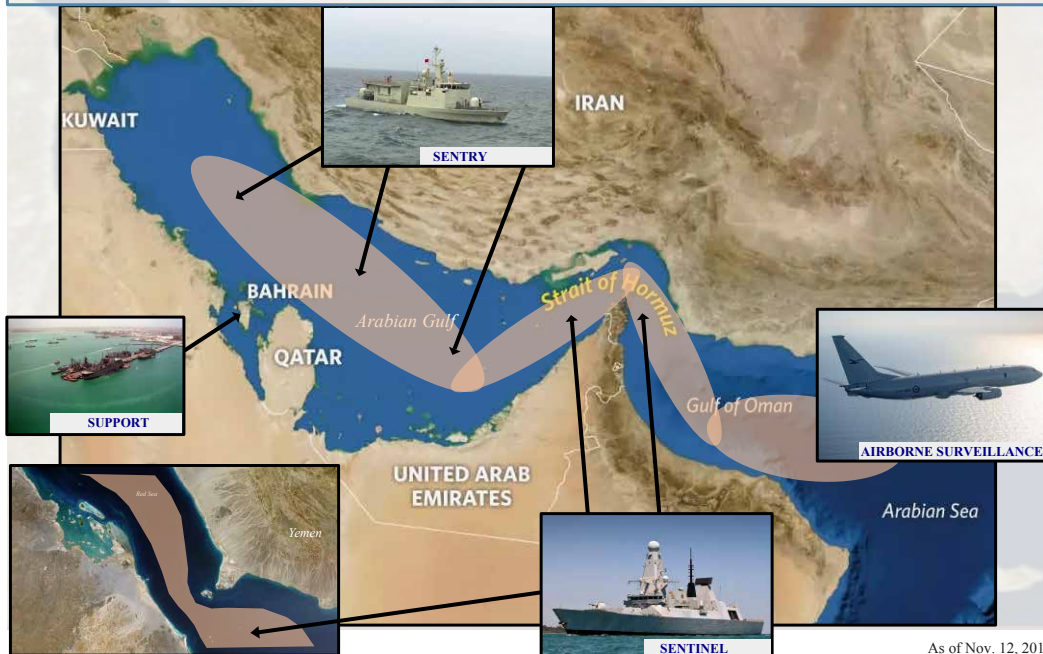 KUWAIT
IRAN
SENTRY
Strait of Hormuz
BAHRAIN
Arabian Gulf
QATAR
SUPPORT
Gulf of Oman
AIRBORNE SURVEILLANCE
UNITED ARAB
EMIRATES
Red Sea
Yemen
Arabian Sea
SENTINEL
As of Nov. 12, 201